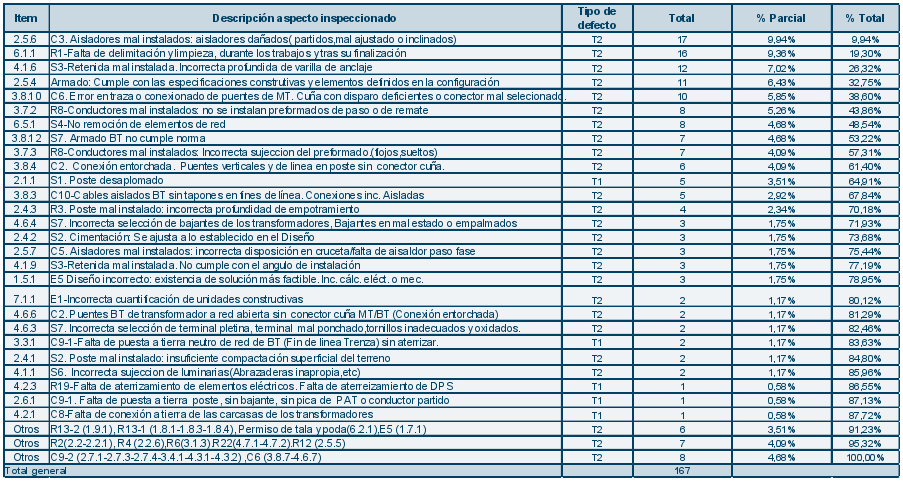 Item Descripción aspecto inspeccionado Tipo de defecto Total % Parcial % Total
2.5.6 C3. Aisladores mal instalados: aisladores dañados( partidos,mal ajustado o inclinados) T2 17 9,94% 9,94%
6.1.1 R1-Falta de delimitación y limpieza, durante los trabajos y tras su finalización T2 16 9,36% 19,30%
4.1.6 S3-Retenida mal instalada. Incorrecta profundida de varilla de anclaje T2 12 7,02% 26,32%
2.5.4 Armado: Cumple con las especificaciones construtivas y elementos definidos en la configuración T2 11 6,43% 32,75%
3.8.10 C6. Error en traza o conexionado de puentes de MT. Cuña con disparo deficientes o conector mal selecionado. T2 10 5,85% 38,60%
3.7.2 R8-Conductores mal instalados: no se instalan preformados de paso o de remate T2 8 5,26% 43,86%
6.5.1 S4-No remoción de elementos de red T2 8 4,68% 48,54%
3.8.12 S7. Armado BT no cumple norma T2 7 4,68% 53,22%
3.7.3 R8-Conductores mal instalados: Incorrecta sujeccion del preformado.(flojos,sueltos) T2 7 4,09% 57,31%
3.8.4 C2. Conexión entorchada. Puentes verticales y de linea en poste sin conector cuña. T2 6 4,09% 61,40%
2.1.1 S1. Poste desaplomado T1 5 3,51% 64,91%
3.8.3 C10-Cables aislados BT sin tapones en fines de línea. Conexiones inc. Aisladas T2 5 2,92% 67,84%
2.4.3 R3. Poste mal instalado: incorrecta profundidad de empotramiento T2 4 2,34% 70,18%
4.6.4 S7. Incorrecta selección de bajantes de los transformadores, Bajantes en mal estado o empalmados T2 3 1,75% 71,93%
2.4.2 S2. Cimentación: Se ajusta a lo establecido en el Diseño T2 3 1,75% 73,68%
2.5.7 C5. Aisladores mal instalados: incorrecta disposición en cruceta/falta de aisaldor paso fase T2 3 1,75% 75,44%
4.1.9 S3-Retenida mal instalada. No cumple con el angulo de instalación T2 3 1,75% 77,19%
1.5.1 E5 Diseño incorrecto: existencia de solución más factible. Inc. cálc. eléct. o mec. T2 3 1,75% 78,95%
7.1.1 E1-Incorrecta cuantificación de unidades constructivas T2 2 1,17% 80,12%
4.6.6 C2. Puentes BT de transformador a red abierta sin conector cuña MT/BT (Conexión entorchada) T2 2 1,17% 81,29%
4.6.3 S7. Incorrecta selección de terminal pletina, terminal mal ponchado,tornillos inadecuados y oxidados. T2 2 1,17% 82,46%
3.3.1 C9-1-Falta de puesta a tierra neutro de red de BT (Fin de linea Trenza) sin aterrizar. T1 2 1,17% 83,63%
2.4.1 S2. Poste mal instalado: insuficiente compactación superficial del terreno T2 2 1,17% 84,80%
4.1.1 S6. Incorrecta sujeccion de luminarias(Abrazaderas inapropia,etc) T2 2 1,17% 85,96%
4.2.3 R19-Falta de aterrizamiento de elementos eléctricos. Falta de aterreizamiento de DPS T1 1 0,58% 86,55%
2.6.1 C9-1. Falta de puesta a tierra poste, sin bajante, sin pica de PAT o conductor partido T1 1 0,58% 87,13%
4.2.1 C8-Falta de conexión a tierra de las carcasas de los transformadores T1 1 0,58% 87,72%
Otros R13-2 (1.9.1), R13-1 (1.8.1-1.8.3-1.8.4), Permiso de tala y poda(6.2.1),E5 (1.7.1) T2 6 3,51% 91,23%
Otros R2(2.2-2.2.1), R4 (2.2.6),R6(3.1.3).R22(4.7.1-4.7.2).R12 (2.5.5) T2 7 4,09% 95,32%
Otros C9-2 (2.7.1-2.7.3-2.7.4-3.4.1-4.3.1-4.3.2) ,C6 (3.8.7-4.6.7) T2 8 4,68% 100,00%
Total general 167